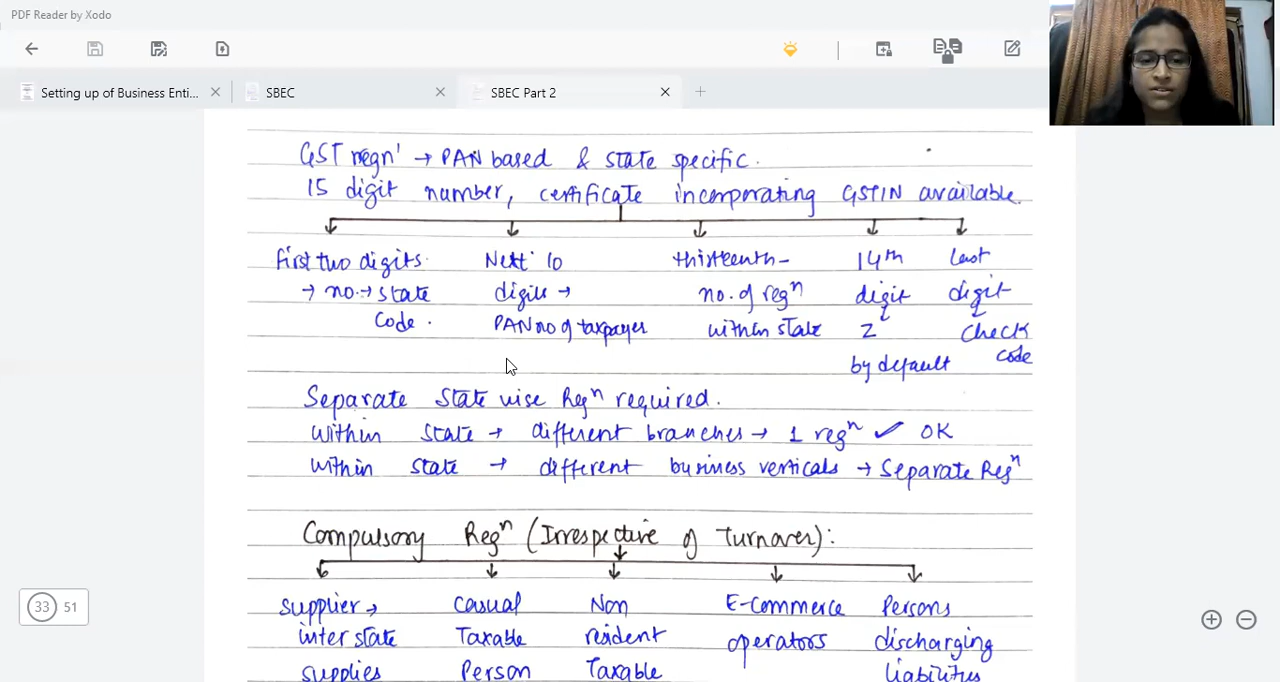 PDF Reader by Xodo
Setting up of Business Enti...
SBEC
SBEC Part 2
GST regn' → PAN based & state specific.
15 digit number, certificate incorporating GSTIN available.
First two digits → no. → State Code.
Next 10 digits → PAN no of taxpayer
thirteenth – no. of regn within state
14th digit Z by default
Last digit check code
Separate State wise Regn required.
Within State → different branches → 1 regn ✓ OK
Within state → different business verticals → Separate Regn
Compulsory Regn (Irrespective of Turnover):
Supplier → inter state supplies
Casual Taxable Person
Non resident Taxable
E-Commerce operators
Persons discharging liabilities
33 51